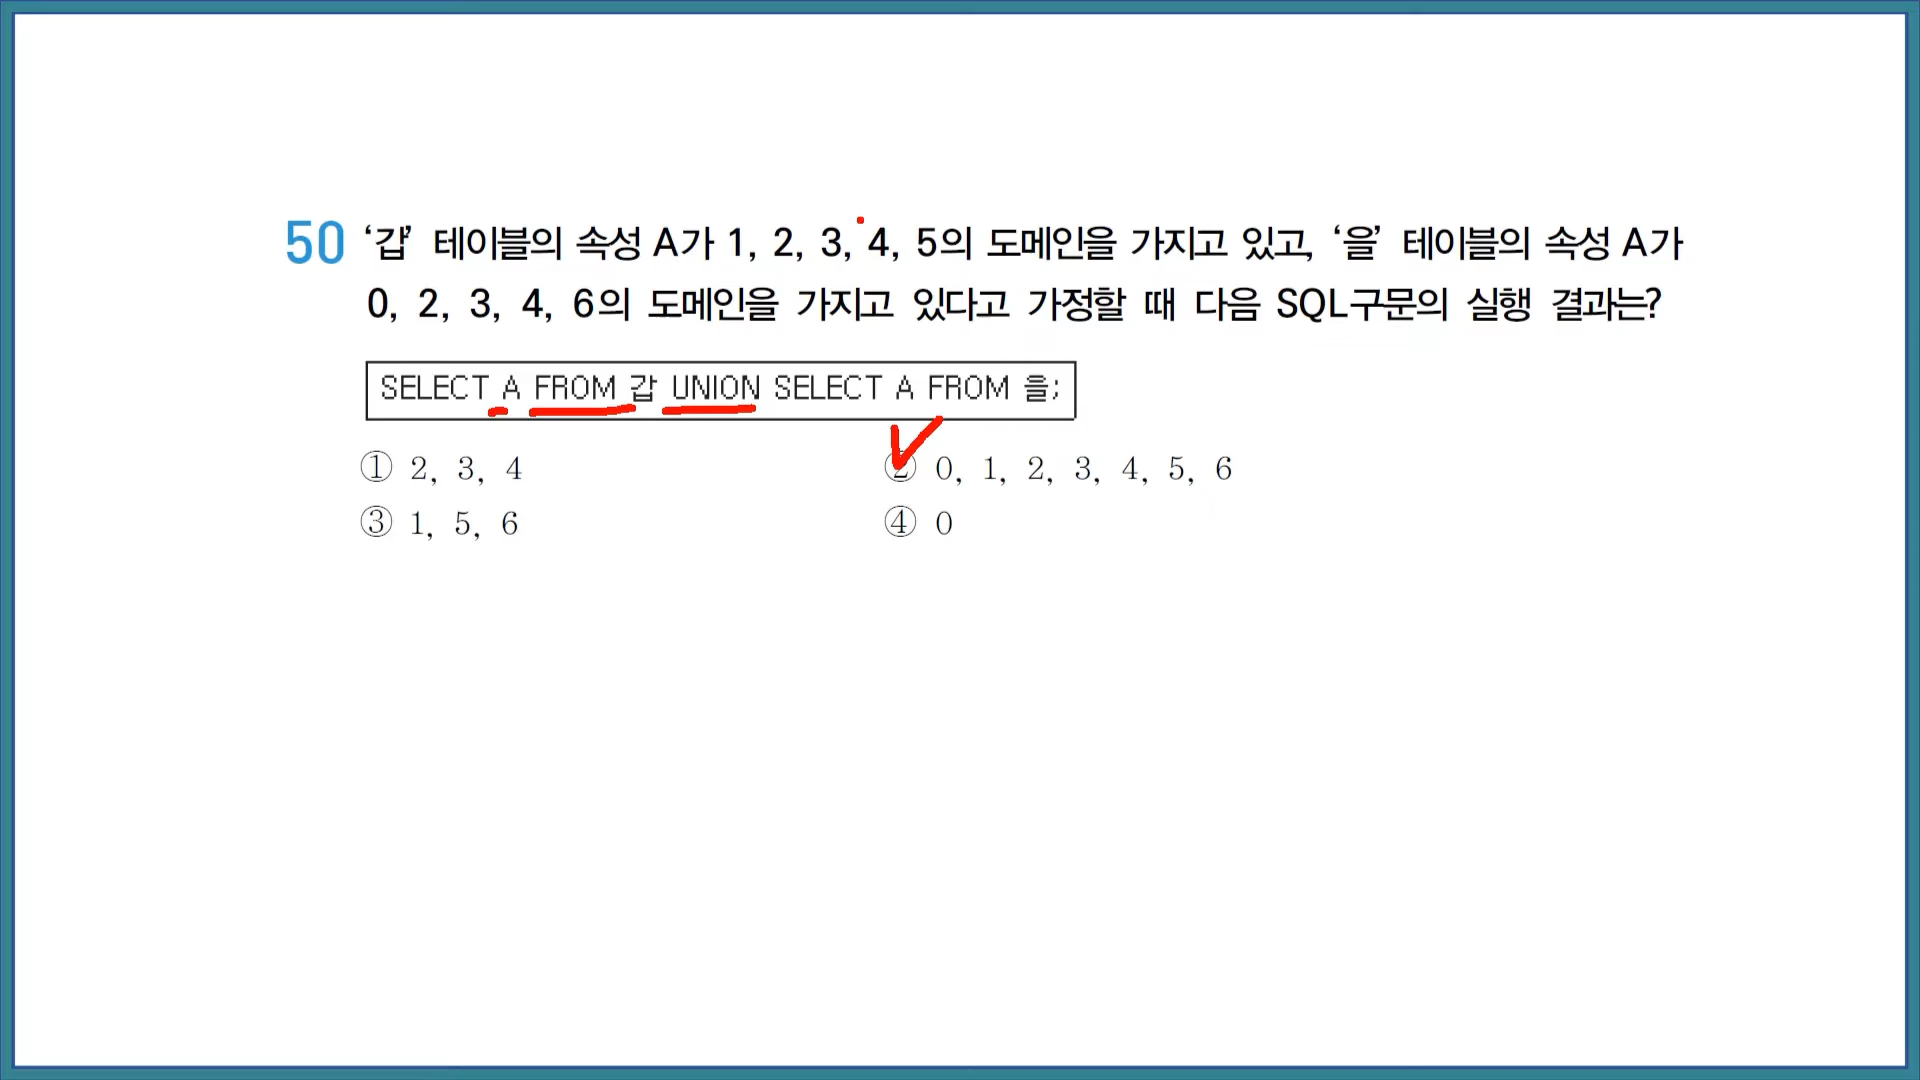 50 ‘갑’ 테이블의 속성 A가 1, 2, 3, 4, 5의 도메인을 가지고 있고, ‘을’ 테이블의 속성 A가
0, 2, 3, 4, 6의 도메인을 가지고 있다고 가정할 때 다음 SQL구문의 실행 결과는?
SELECT A FROM 갑 UNION SELECT A FROM 을;
① 2, 3, 4 ② 0, 1, 2, 3, 4, 5, 6
③ 1, 5, 6 ④ 0